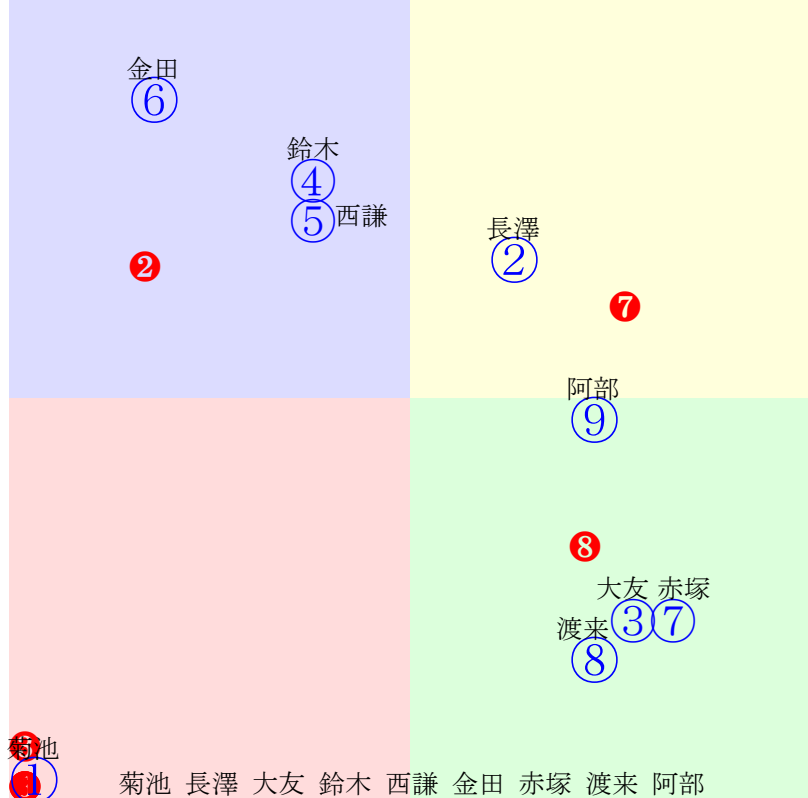 金田
⑥
鈴木
④
⑤ 西謙
長澤
②
❷
❼
阿部
⑨
❽
大友 赤塚
③ ⑦
渡来
⑧
菊池
①
菊池 長澤 大友 鈴木 西謙 金田 赤塚 渡来 阿部